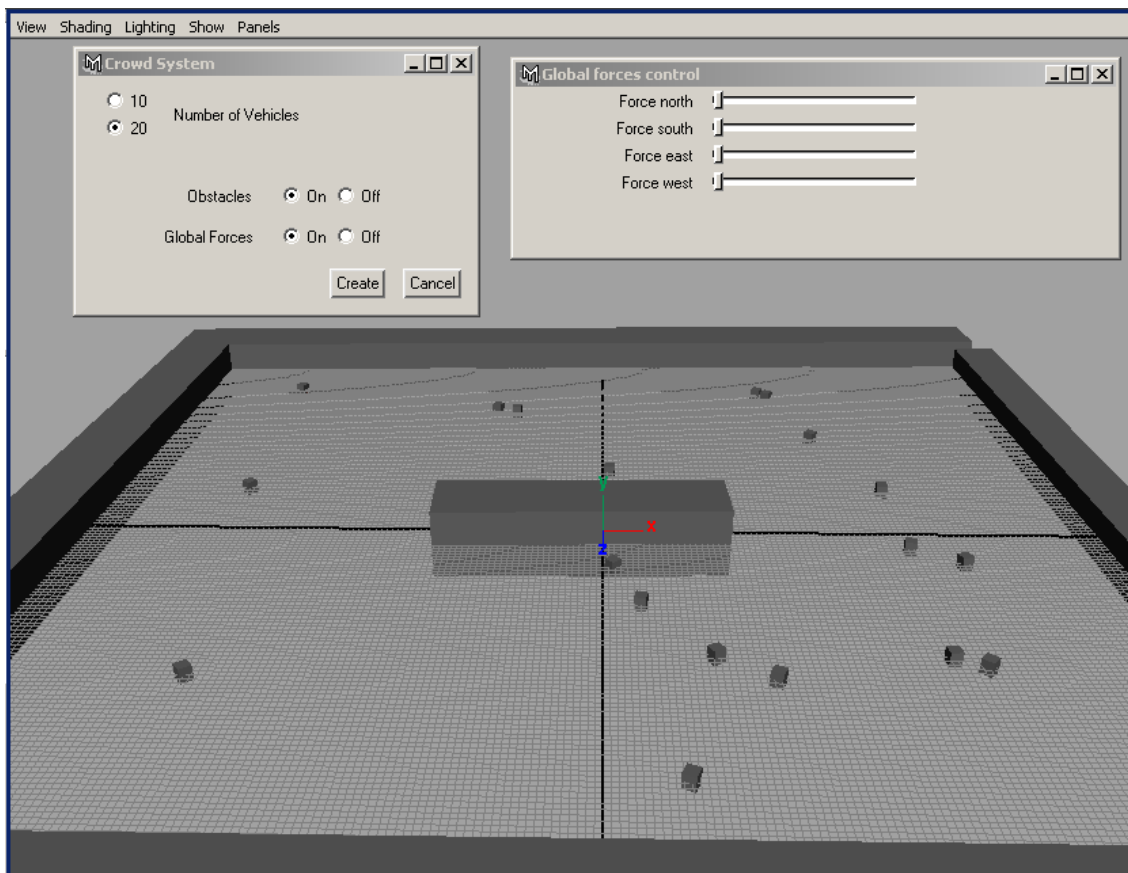 View Shading Lighting Show Panels
Crowd System
10
Number of Vehicles
20
Obstacles On Off
Global Forces On Off
Create Cancel
Global forces control
Force north
Force south
Force east
Force west
y
x
z